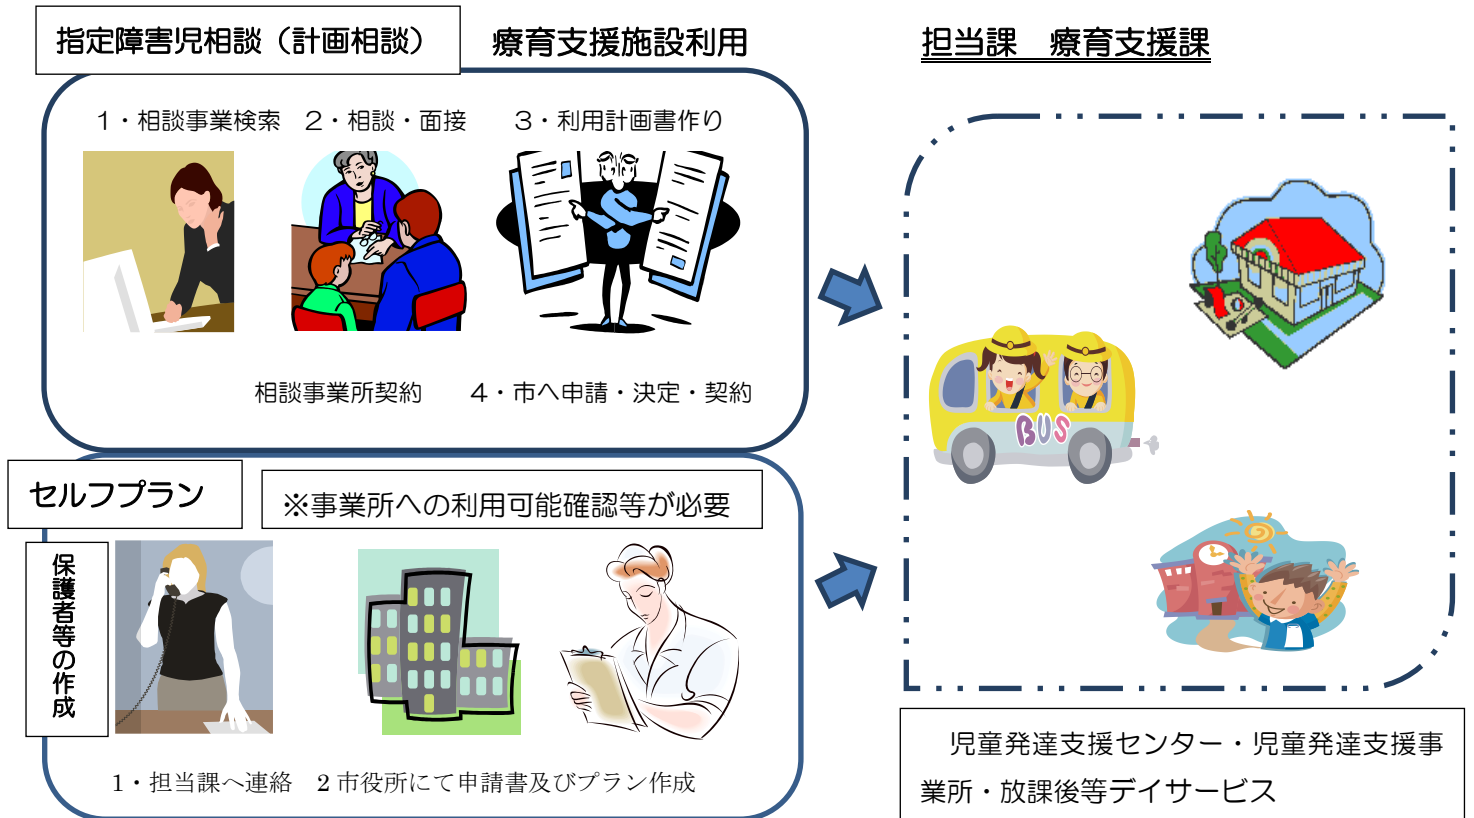 指定障害児相談（計画相談）
療育支援施設利用
担当課　療育支援課
1・相談事業検索
2・相談・面接
3・利用計画書作り
相談事業所契約
4・市へ申請・決定・契約
BUS
セルフプラン
※事業所への利用可能確認等が必要
保護者等の作成
1・担当課へ連絡
2 市役所にて申請書及びプラン作成
児童発達支援センター・児童発達支援事
業所・放課後等デイサービス